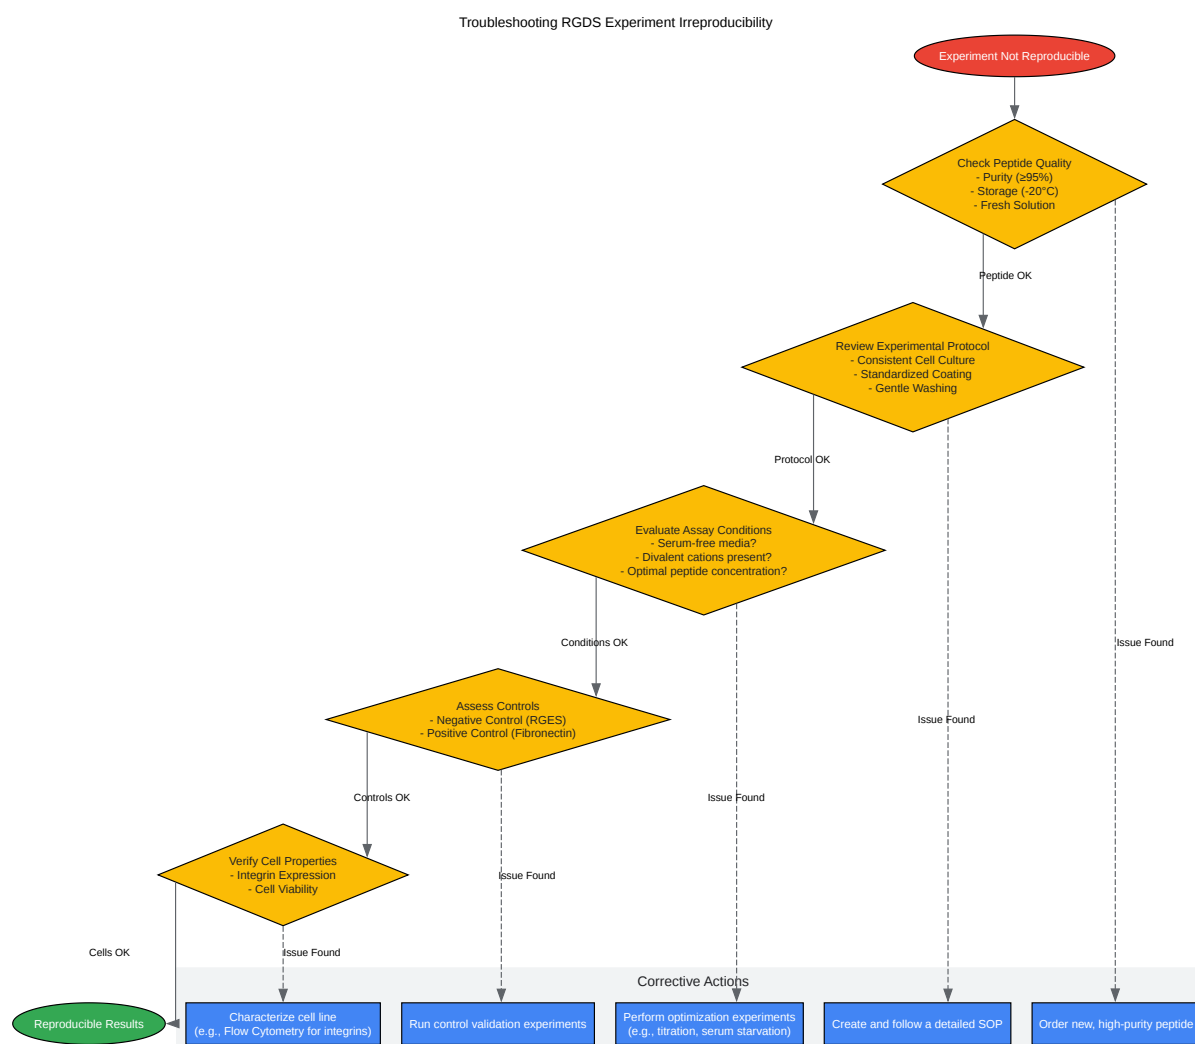 Troubleshooting RGDS Experiment Irreproducibility
Experiment Not Reproducible
Check Peptide Quality
- Purity (≥95%)
- Storage (-20°C)
- Fresh Solution
Peptide OK
Review Experimental Protocol
- Consistent Cell Culture
- Standardized Coating
- Gentle Washing
Protocol OK
Evaluate Assay Conditions
- Serum-free media?
- Divalent cations present?
- Optimal peptide concentration?
Conditions OK
Issue Found
Assess Controls
- Negative Control (RGES)
- Positive Control (Fibronectin)
Issue Found
Controls OK
Issue Found
Verify Cell Properties
- Integrin Expression
- Cell Viability
Issue Found
Cells OK
Issue Found
Corrective Actions
Reproducible Results
Characterize cell line
(e.g., Flow Cytometry for integrins)
Run control validation experiments
Perform optimization experiments
(e.g., titration, serum starvation)
Create and follow a detailed SOP
Order new, high-purity peptide